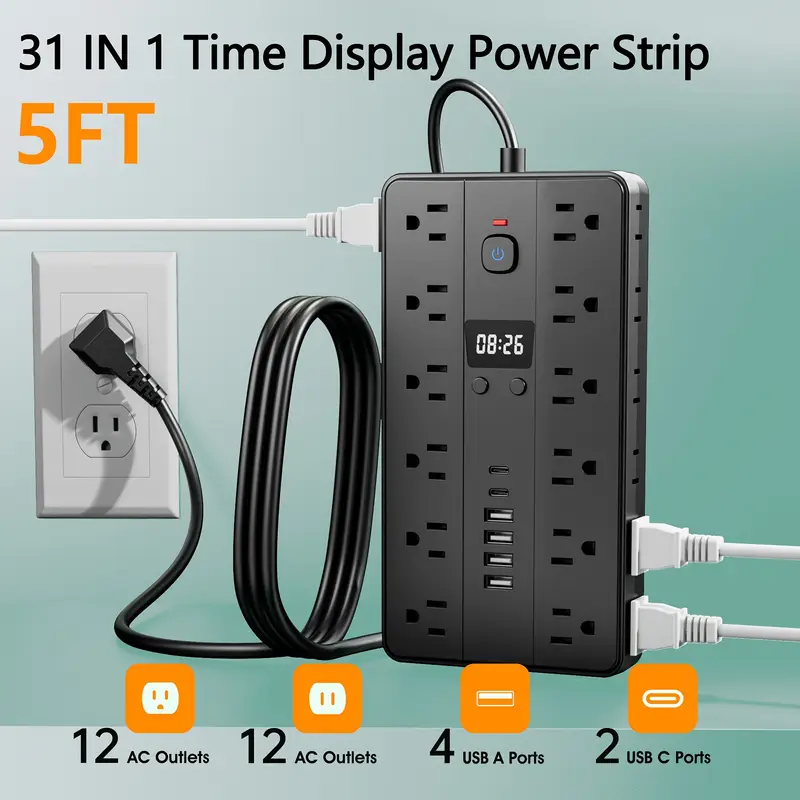 31 IN 1 Time Display Power Strip
5FT
08:26
12 AC Outlets
12 AC Outlets
4 USB A Ports
2 USB C Ports